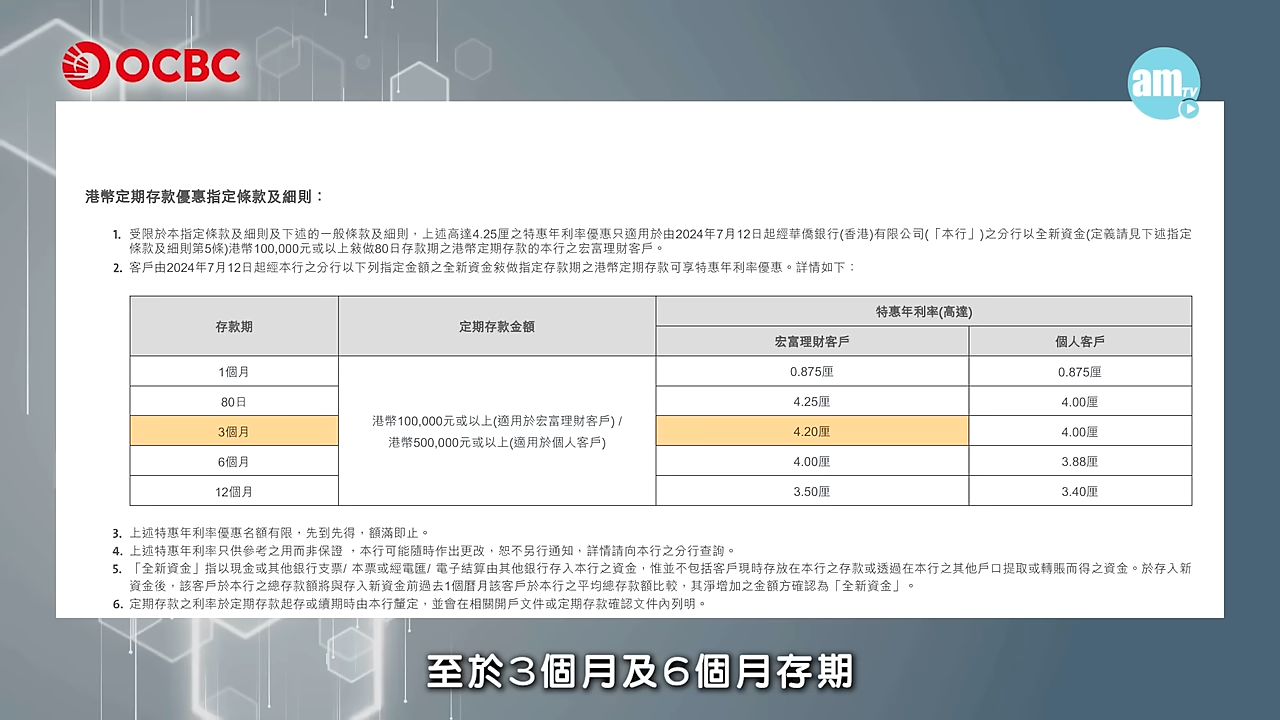 OCBC
am TV
港幣定期存款優惠指定條款及細則：
1. 受限於本指定條款及細則及下述的一般條款及細則，上述高達4.25厘之特惠年利率優惠只適用於由2024年7月12日起經華僑銀行(香港)有限公司(「本行」)之分行以全新資金(定義請見下述指定
條款及細則第5條)港幣100,000元或以上敍做80日存款期之港幣定期存款的本行之宏富理財客戶。
2. 客戶由2024年7月12日起經本行之分行以下列指定金額之全新資金敍做指定存款期之港幣定期存款可享特惠年利率優惠。詳情如下：
存款期 定期存款金額 特惠年利率(高達)
宏富理財客戶 個人客戶
1個月 0.875厘 0.875厘
80日 4.25厘 4.00厘
港幣100,000元或以上(適用於宏富理財客戶) /
3個月 4.20厘 4.00厘
港幣500,000元或以上(適用於個人客戶)
6個月 4.00厘 3.88厘
12個月 3.50厘 3.40厘
3. 上述特惠年利率優惠名額有限，先到先得，額滿即止。
4. 上述特惠年利率只供參考之用而非保證 ，本行可能隨時作出更改，恕不另行通知，詳情請向本行之分行查詢。
5. 「全新資金」指以現金或其他銀行支票/ 本票或經電匯/ 電子結算由其他銀行存入本行之資金，惟並不包括客戶現時存放在本行之存款或透過在本行之其他戶口提取或轉賬而得之資金。於存入新
資金後，該客戶於本行之總存款額將與存入新資金前過去1個曆月該客戶於本行之平均總存款額比較，其淨增加之金額方確認為「全新資金」。
6. 定期存款之利率於定期存款起存或續期時由本行釐定，並會在相關開戶文件或定期存款確認文件內列明。
至於3個月及6個月存期